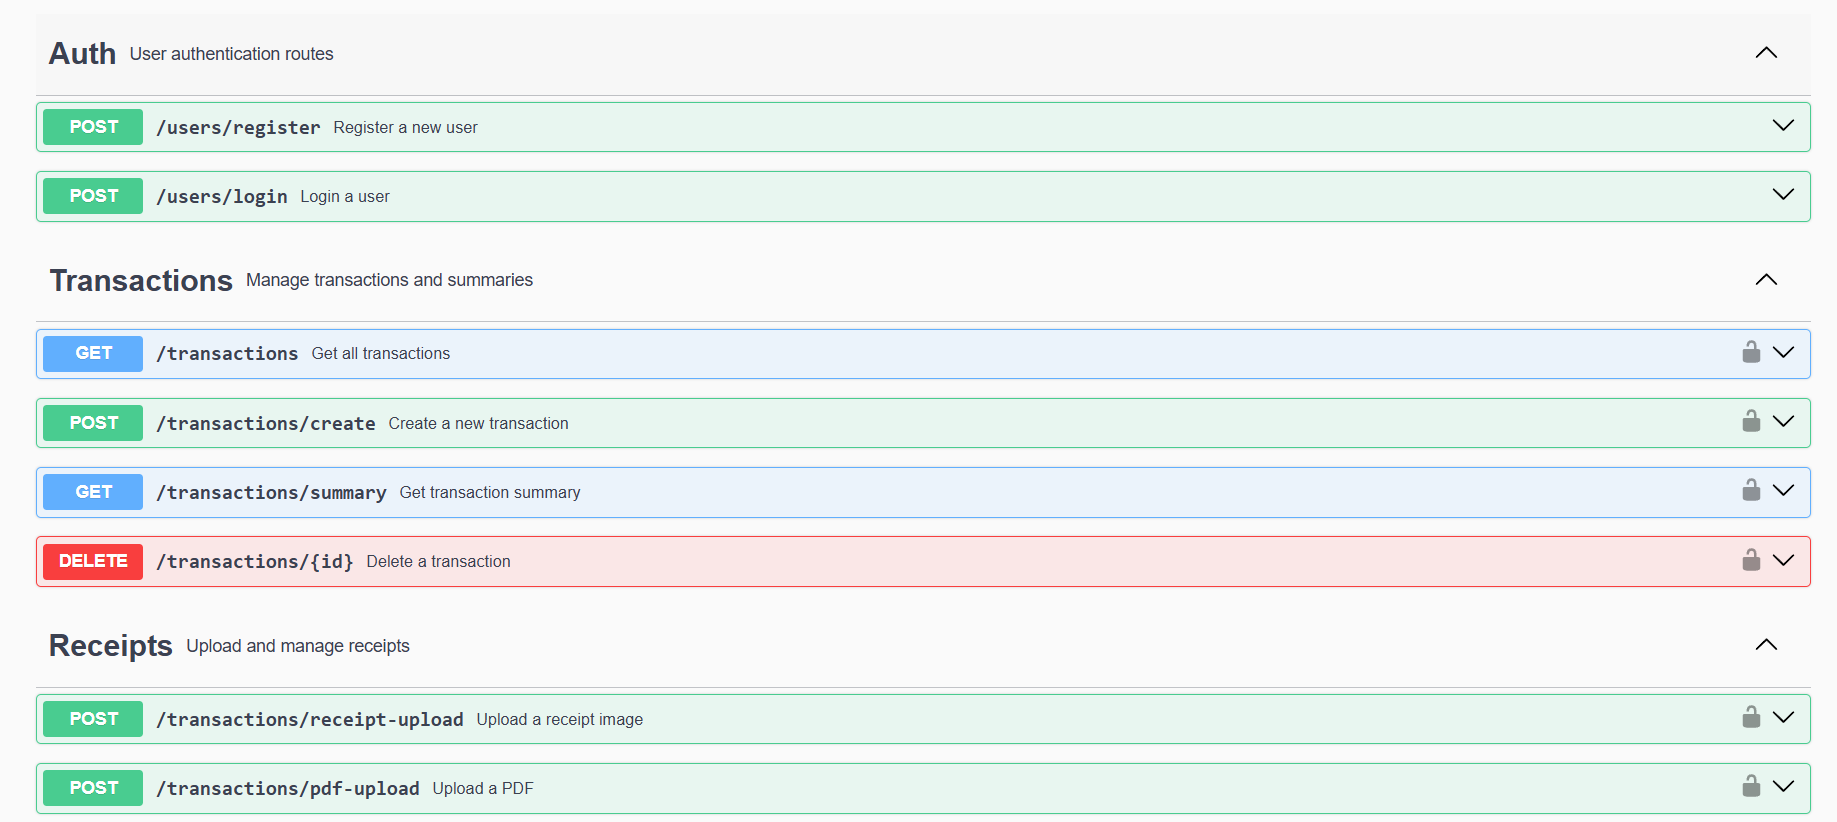 Auth User authentication routes
POST /users/register Register a new user
POST /users/login Login a user
Transactions Manage transactions and summaries
GET /transactions Get all transactions
POST /transactions/create Create a new transaction
GET /transactions/summary Get transaction summary
DELETE /transactions/{id} Delete a transaction
Receipts Upload and manage receipts
POST /transactions/receipt-upload Upload a receipt image
POST /transactions/pdf-upload Upload a PDF